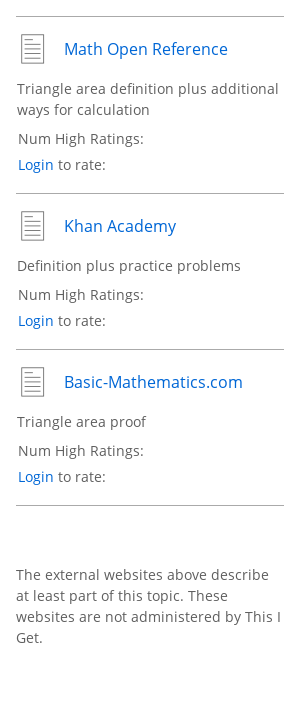 Math Open Reference
Triangle area definition plus additional
ways for calculation
Num High Ratings:
Login to rate:
Khan Academy
Definition plus practice problems
Num High Ratings:
Login to rate:
Basic-Mathematics.com
Triangle area proof
Num High Ratings:
Login to rate:
The external websites above describe
at least part of this topic. These
websites are not administered by This I
Get.